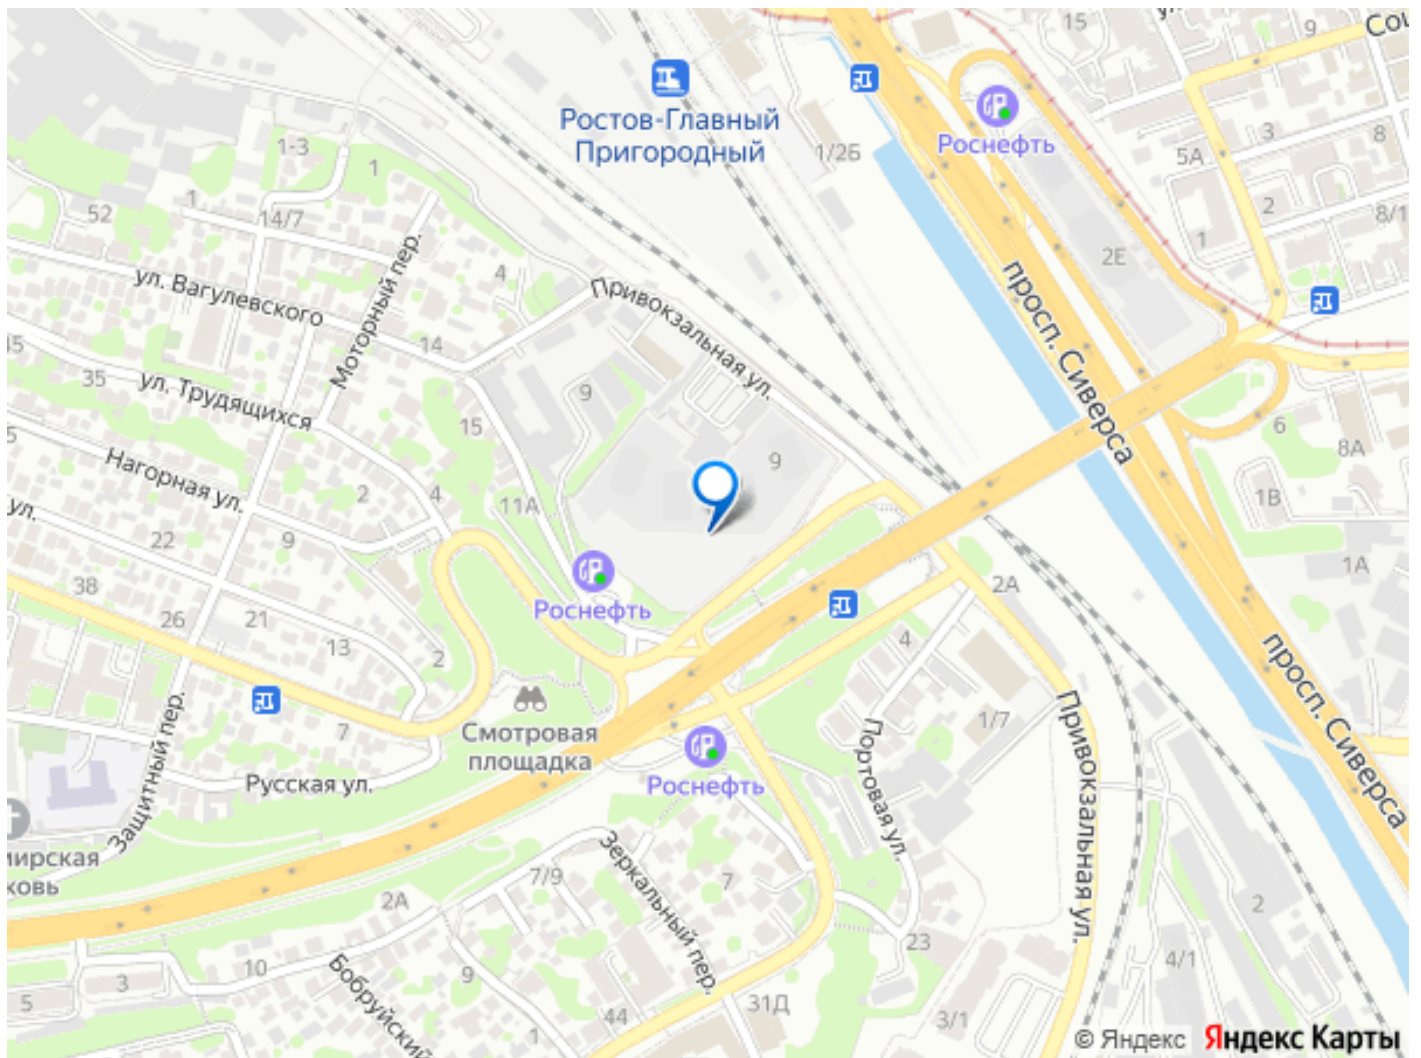 15
9
Ростов-Главный
Пригородный
Роснефть
1/2Б
3
8
5А
1-3
1
1
52
14/7
2
8/1
1
2Е
4
ул. Вагулевского
Моторный пер.
Привокзальная ул.
просп. Сиверса
45
14
35
ул. Трудящихся
9
15
6
8А
Нагорная ул.
9
2
4
11А
1В
ул.
22
9
1А
38
Роснефть
2А
26
21
13
2
4
Смотровая
площадка
7
1/7
Привокзальная ул.
просп. Сиверса
Русская ул.
Защитный пер.
Роснефть
Портовая ул.
Зеркальный пер.
7/9
7
2А
2
23
4/1
10
9
3
5
Бобруйский
31Д
44
1
3/1
© Яндекс Яндекс Карты